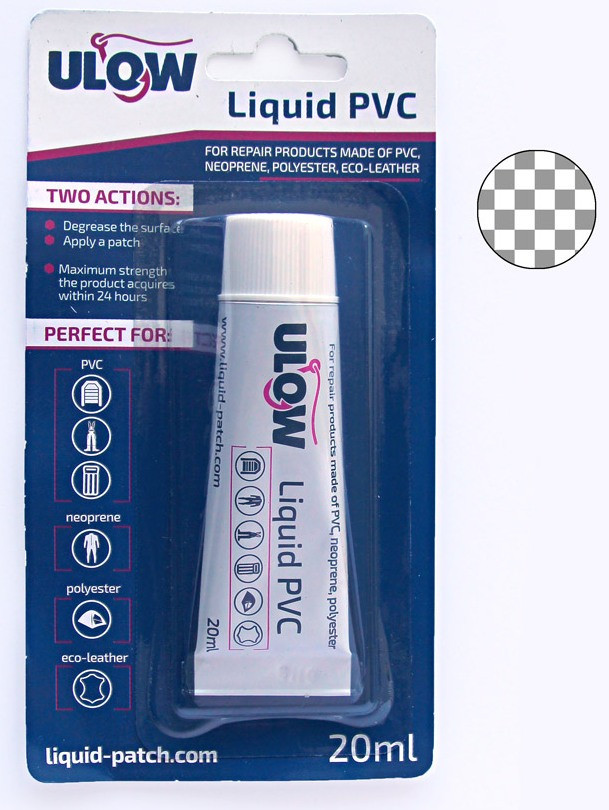 ULOW
Liquid PVC
FOR REPAIR PRODUCTS MADE OF PVC,
NEOPRENE, POLYESTER, ECO-LEATHER
TWO ACTIONS:
Degrease the surface
Apply a patch
Maximum strength
the product acquires
within 24 hours
PERFECT FOR:
PVC
neoprene
polyester
eco-leather
www.liquid-patch.com
ULOW
Liquid PVC
For repair products made of PVC, neoprene, polyester
20ml
liquid-patch.com
20ml